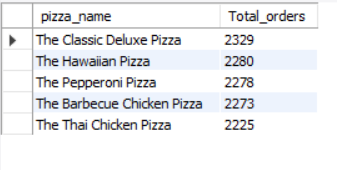 pizza_name Total_orders
The Classic Deluxe Pizza 2329
The Hawaiian Pizza 2280
The Pepperoni Pizza 2278
The Barbecue Chicken Pizza 2273
The Thai Chicken Pizza 2225